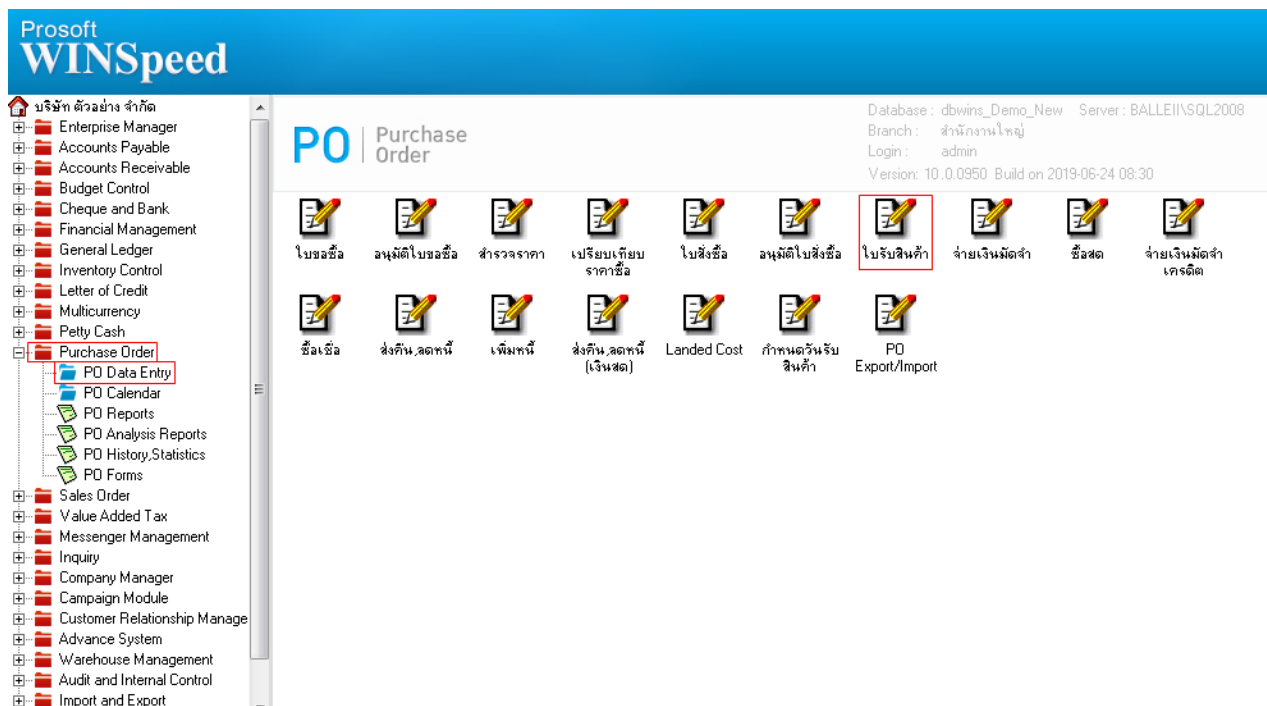 Prosoft
WINSpeed
บริษัท ตัวอย่าง จำกัด
Enterprise Manager
Accounts Payable
Accounts Receivable
Budget Control
Cheque and Bank
Financial Management
General Ledger
Inventory Control
Letter of Credit
Multicurrency
Petty Cash
Purchase Order
PO Data Entry
PO Calendar
PO Reports
PO Analysis Reports
PO History,Statistics
PO Forms
Sales Order
Value Added Tax
Messenger Management
Inquiry
Company Manager
Campaign Module
Customer Relationship Manage
Advance System
Warehouse Management
Audit and Internal Control
Import and Export
PO Purchase
Order
Database : dbwins_Demo_New Server : BALLEII\SQL2008
Branch : สำนักงานใหญ่
Login : admin
Version: 10.0.0950 Build on 2019-06-24 08:30
ใบขอซื้อ อนุมัติใบขอซื้อ สำรวจราคา เปรียบเทียบ ใบสั่งซื้อ อนุมัติใบสั่งซื้อ ใบรับสินค้า จ่ายเงินมัดจำ ซื้อสด จ่ายเงินมัดจำ
ราคาซื้อ เครดิต
ซื้อเชื่อ ส่งคืน,ลดหนี้ เพิ่มหนี้ ส่งคืน,ลดหนี้ Landed Cost กำหนดวันรับ PO
(เงินสด) สินค้า Export/Import